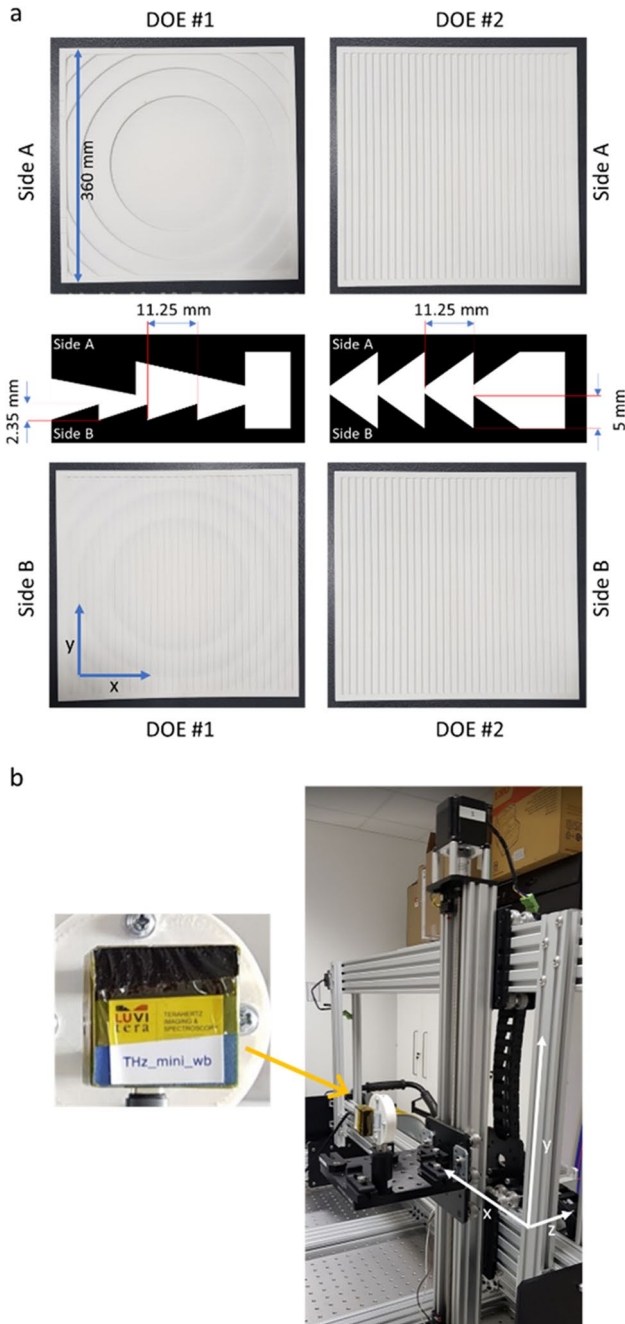 a
DOE #1
DOE #2
Side A
360 mm
Side A
11.25 mm
11.25 mm
Side A
Side A
2.35 mm
5 mm
Side B
Side B
Side B
Side B
y
x
DOE #1
DOE #2
b
1
LUVI
tera
TERAHERTZ
IMAGING &
SPECTROSCOPY
THz_mini_wb
y
x
z